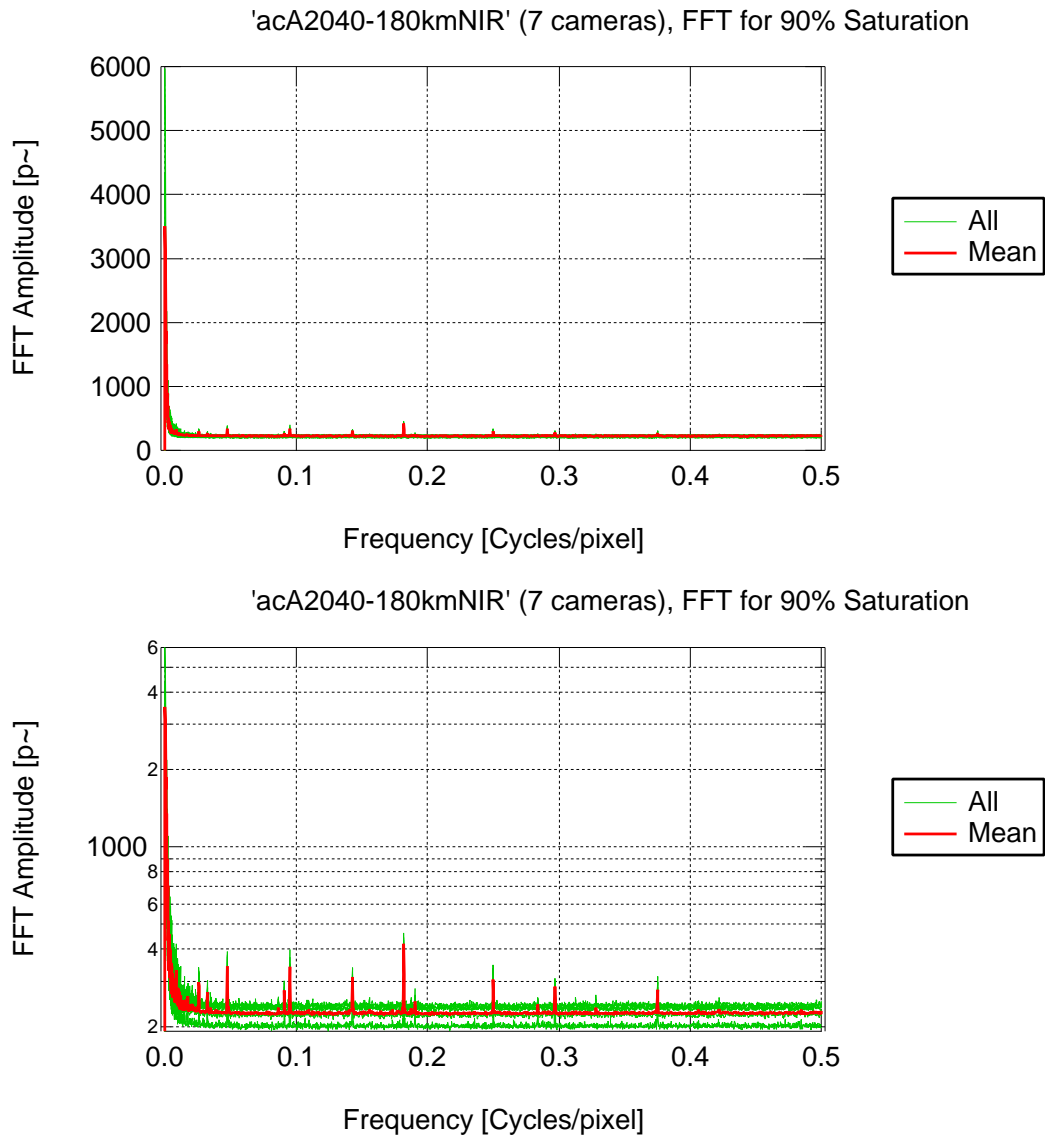 'acA2040-180kmNIR' (7 cameras), FFT for 90% Saturation
6000
5000
4000
3000
2000
1000
0
FFT Amplitude [p~]
0.0 0.1 0.2 0.3 0.4 0.5
Frequency [Cycles/pixel]
All
Mean
'acA2040-180kmNIR' (7 cameras), FFT for 90% Saturation
6
4
2
1000
8
6
4
2
FFT Amplitude [p~]
0.0 0.1 0.2 0.3 0.4 0.5
Frequency [Cycles/pixel]
All
Mean